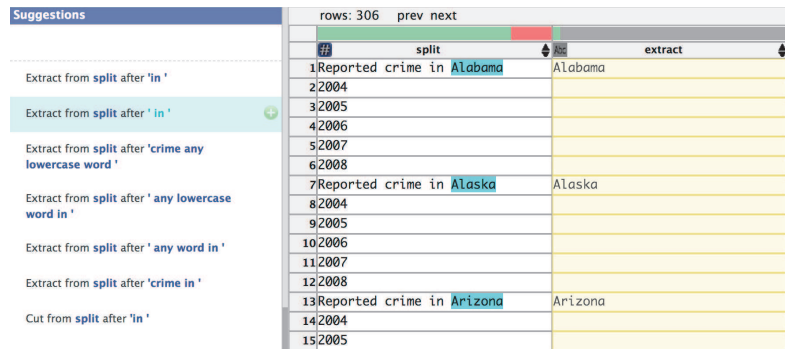 Suggestions
Extract from split after 'in '
Extract from split after ' in '
Extract from split after 'crime any
lowercase word '
Extract from split after ' any lowercase
word in '
Extract from split after ' any word in '
Extract from split after 'crime in '
Cut from split after 'in '
rows: 306 prev next
# split Abc extract
1 Reported crime in Alabama Alabama
2 2004
3 2005
4 2006
5 2007
6 2008
7 Reported crime in Alaska Alaska
8 2004
9 2005
10 2006
11 2007
12 2008
13 Reported crime in Arizona Arizona
14 2004
15 2005